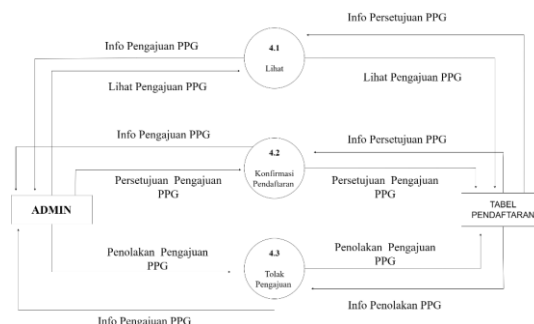 Info Persetujuan PPG
Info Pengajuan PPG
4.1
Lihat
Lihat Pengajuan PPG
Lihat Pengajuan PPG
Info Pengajuan PPG
4.2
Konfirmasi
Pendaftaran
Info Persetujuan PPG
Persetujuan Pengajuan
PPG
Persetujuan Pengajuan
PPG
ADMIN
TABEL
PENDAFTARAN
Penolakan Pengajuan
PPG
4.3
Tolak
Pengajuan
Penolakan Pengajuan
PPG
Info Penolakan PPG
Info Pengajuan PPG